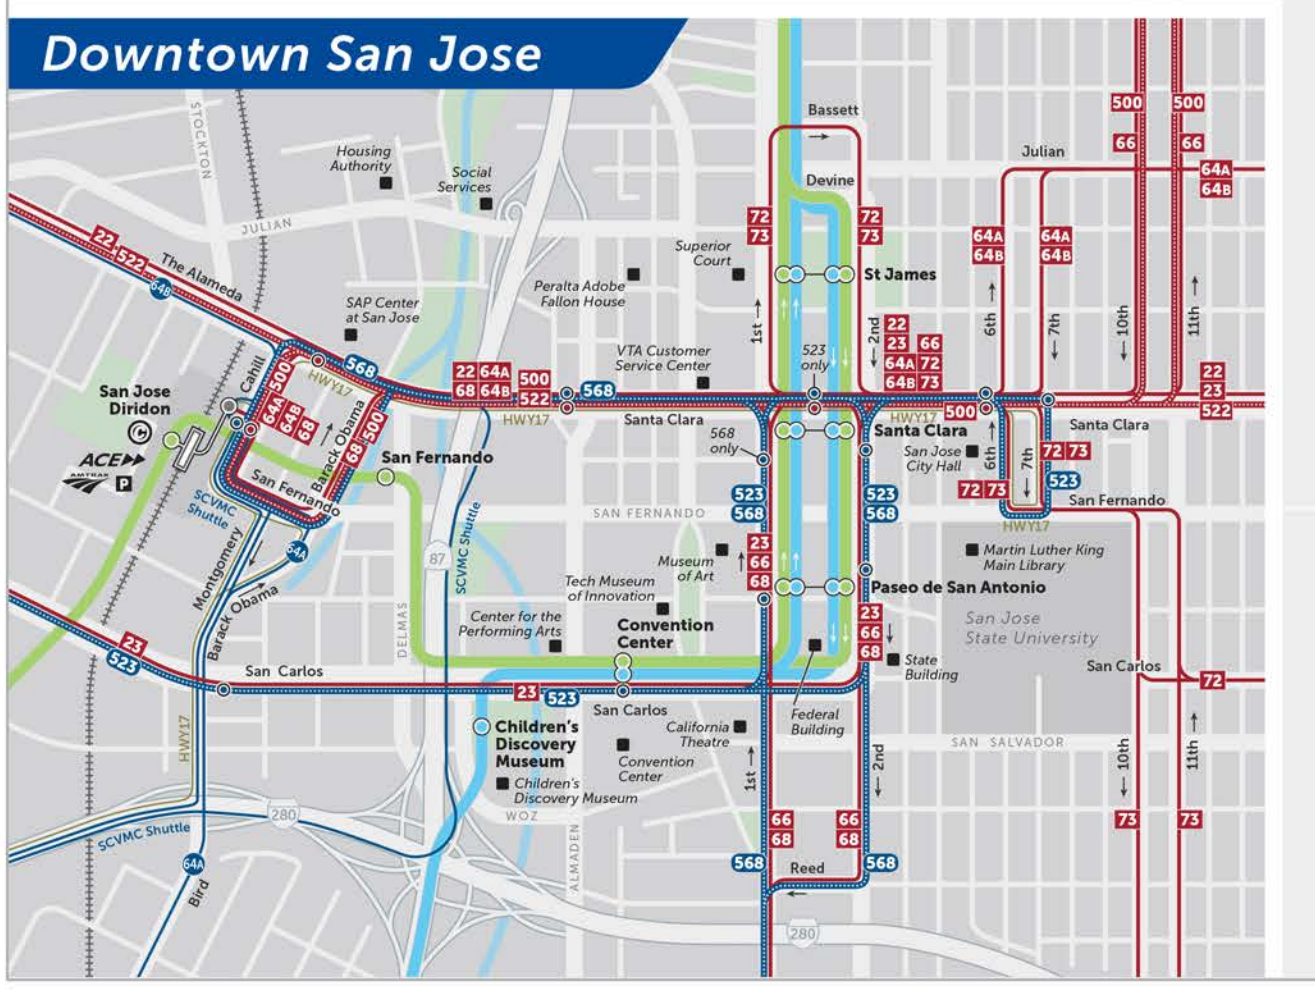 Downtown San Jose
STOCKTON
Housing
Authority
Social
Services
JULIAN
Bassett
Devine
Julian
500
500
66
66
64A
64B
72
73
72
73
64A
64B
64A
64B
22
522
64B
The Alameda
Superior
Court
Peralta Adobe
Fallon House
St James
SAP Center
at San Jose
1st
2nd
6th
7th
10th
11th
VTA Customer
Service Center
523
only
22
23
66
64A
72
64B
73
Cahill
HWY17
568
22
64A
68
64B
500
522
568
HWY17
Santa Clara
HWY17
500
22
23
522
Santa Clara
San Jose
Diridon
ACE
AMTRAK
P
500
64A
64B
68
Barack Obama
500
68
San Fernando
San Fernando
568
only
Santa Clara
San Jose
City Hall
6th
7th
72 73
72 73
523
San Fernando
HWY17
SCVMC
Shuttle
SCVMC Shuttle
523
568
523
568
SAN FERNANDO
Montgomery
64A
Barack Obama
87
DELMAS
Museum
of Art
23
66
68
Martin Luther King
Main Library
Tech Museum
of Innovation
Center for the
Performing Arts
Convention
Center
Paseo de San Antonio
San Jose
State University
23
66
68
State
Building
23
523
San Carlos
23
523
San Carlos
San Carlos
72
HWY17
Children's
Discovery
Museum
Children's
Discovery Museum
Convention
Center
California
Theatre
Federal
Building
1st
2nd
SAN SALVADOR
10th
11th
WOZ
ALMADEN
280
SCVMC Shuttle
64A
Bird
66
68
66
68
568
568
Reed
73
73
280